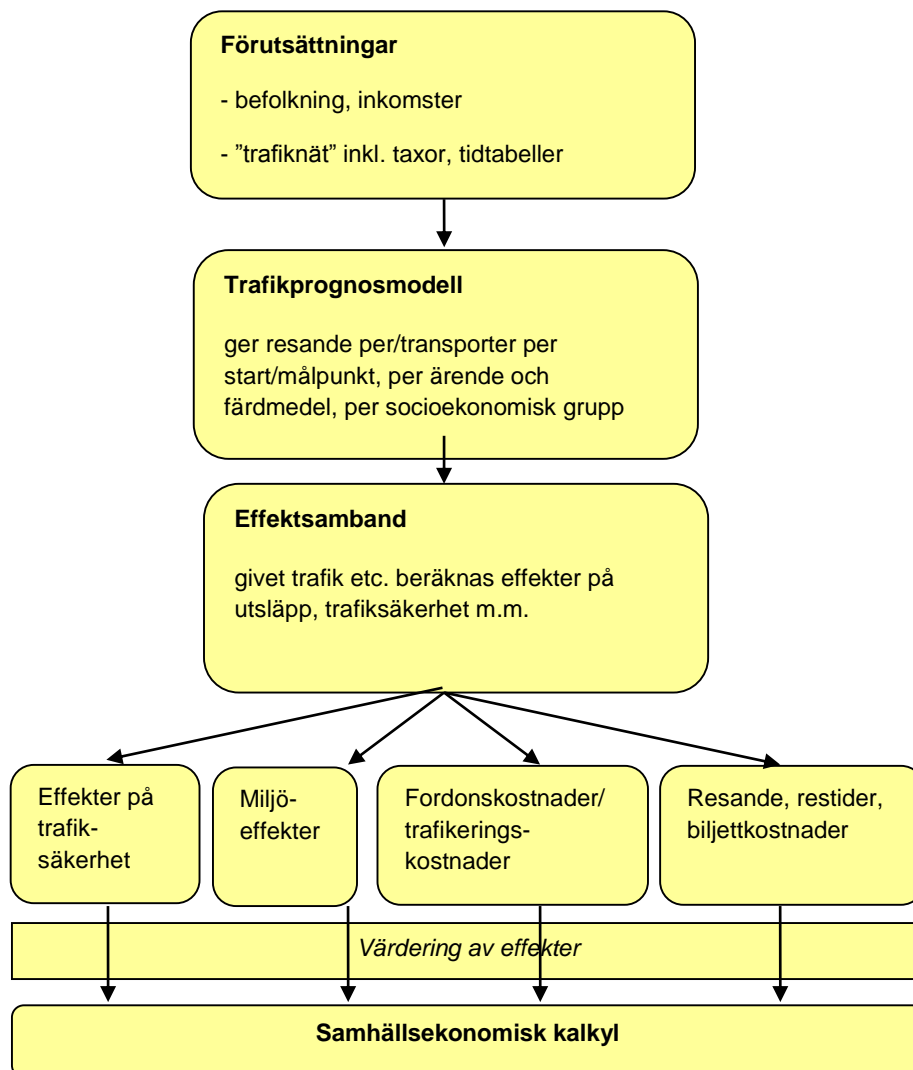 Förutsättningar
- befolkning, inkomster
- ”trafiknät” inkl. taxor, tidtabeller
Trafikprognosmodell
ger resande per/transporter per
start/målpunkt, per ärende och
färdmedel, per socioekonomisk grupp
Effektsamband
givet trafik etc. beräknas effekter på
utsläpp, trafiksäkerhet m.m.
Effekter på
trafik-
säkerhet
Miljö-
effekter
Fordonskostnader/
trafikerings-
kostnader
Resande, restider,
biljettkostnader
Värdering av effekter
Samhällsekonomisk kalkyl